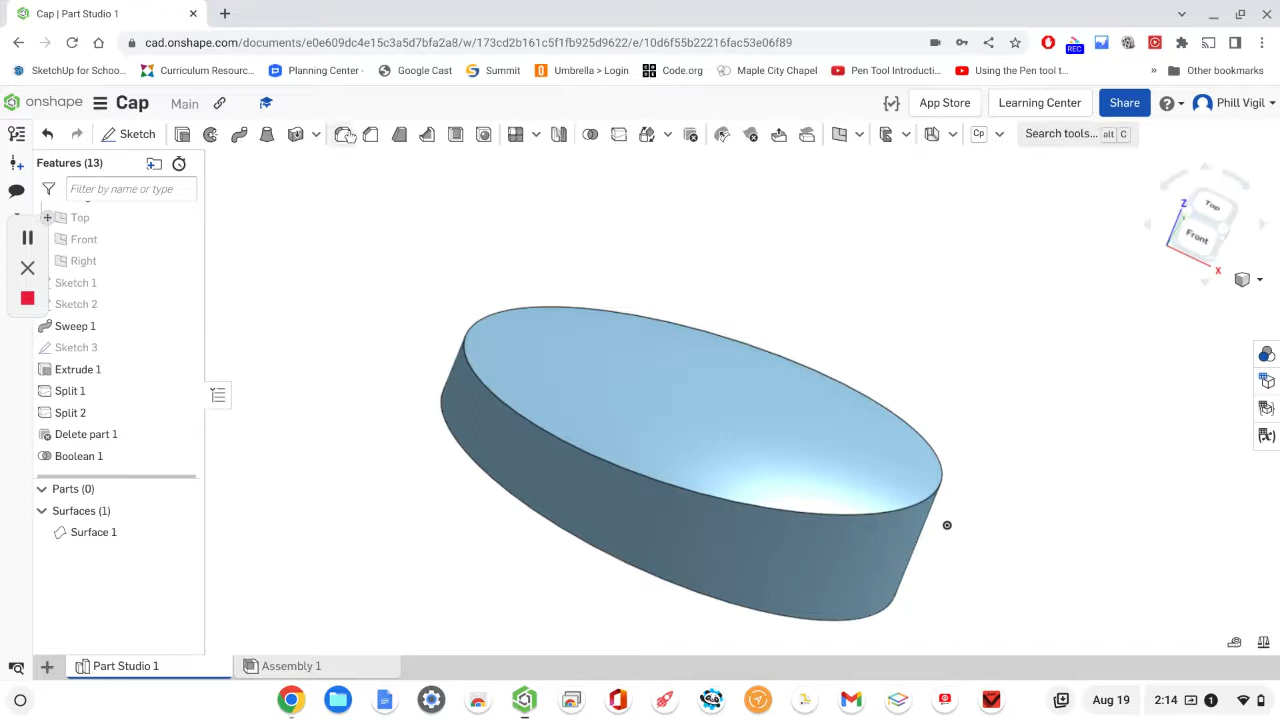 Cap | Part Studio 1
cad.onshape.com/documents/e0e609dc4e15c3a5d7bfa2a9/w/173cd2b161c5f1fb925d9622/e/10d6f55b22216fac53e06f89
REC
SketchUp for Schoo... Curriculum Resourc... Planning Center - Google Cast Summit Umbrella > Login Code.org Maple City Chapel Pen Tool Introducti... Using the Pen tool t... » Other bookmarks
onshape Cap Main App Store Learning Center Share Phill Vigil
Sketch Cp Search tools... alt C
Features (13)
Filter by name or type
Top
Front
Right
Sketch 1
Sketch 2
Sweep 1
Sketch 3
Extrude 1
Split 1
Split 2
Delete part 1
Boolean 1
Parts (0)
Surfaces (1)
Surface 1
Z
Top
Front
X
Part Studio 1 Assembly 1
Aug 19 2:14 1